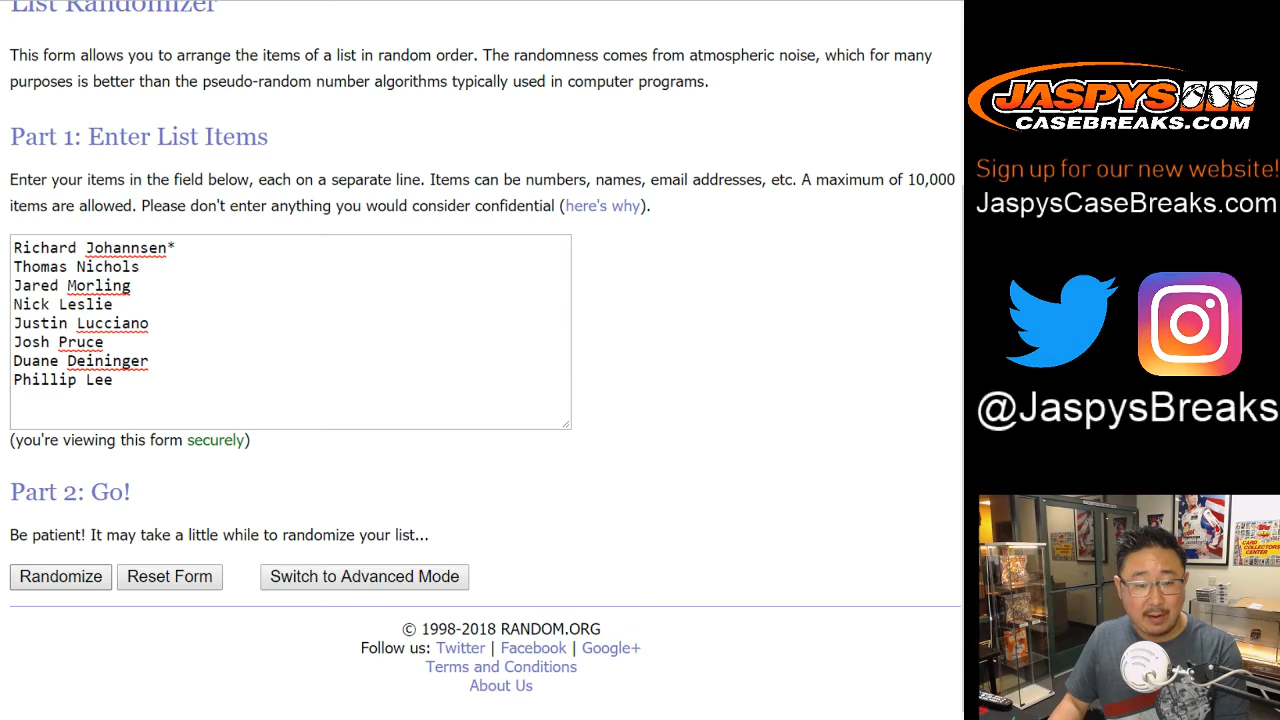 List Randomizer
This form allows you to arrange the items of a list in random order. The randomness comes from atmospheric noise, which for many
purposes is better than the pseudo-random number algorithms typically used in computer programs.
Part 1: Enter List Items
Enter your items in the field below, each on a separate line. Items can be numbers, names, email addresses, etc. A maximum of 10,000
items are allowed. Please don't enter anything you would consider confidential (here's why).
Richard Johannsen*
Thomas Nichols
Jared Morling
Nick Leslie
Justin Lucciano
Josh Pruce
Duane Deininger
Phillip Lee
(you're viewing this form securely)
Part 2: Go!
Be patient! It may take a little while to randomize your list...
Randomize Reset Form Switch to Advanced Mode
© 1998-2018 RANDOM.ORG
Follow us: Twitter | Facebook | Google+
Terms and Conditions
About Us
JASPYS
CASEBREAKS.COM
Sign up for our new website!
JaspysCaseBreaks.com
@JaspysBreaks
CARD
COLLECTORS
CENTER